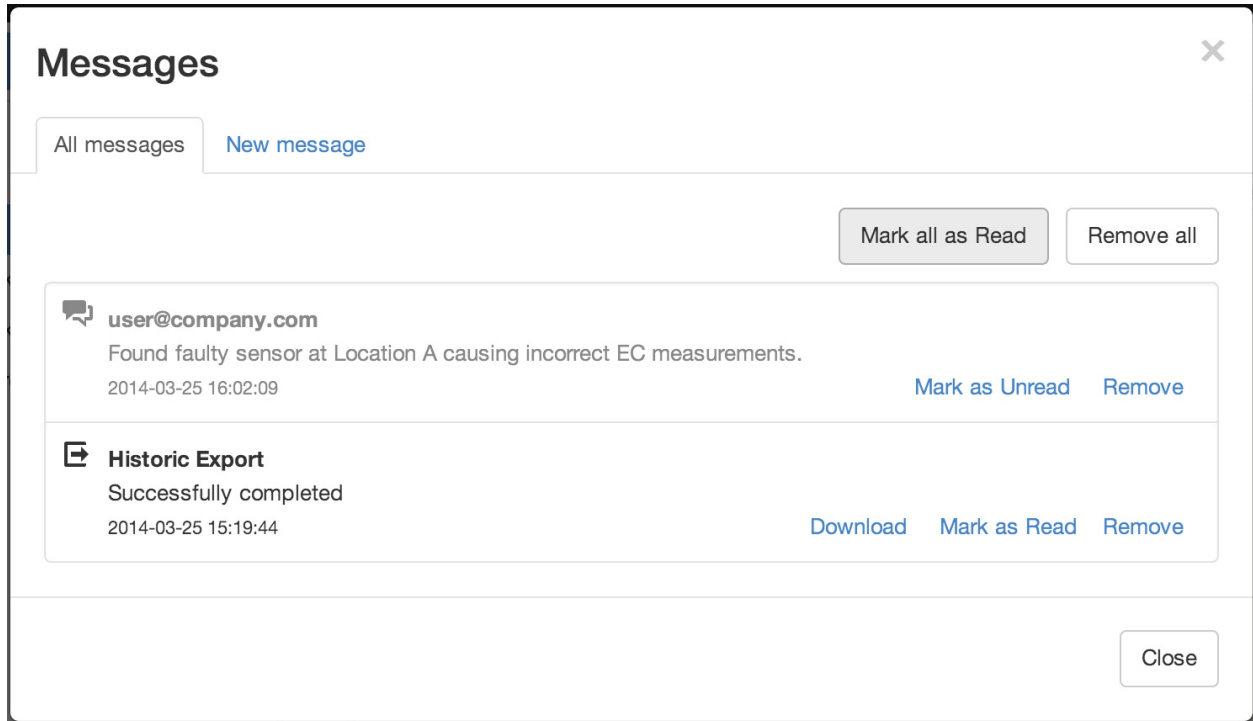 Messages
All messages New message
Mark all as Read Remove all
user@company.com
Found faulty sensor at Location A causing incorrect EC measurements.
2014-03-25 16:02:09 Mark as Unread Remove
Historic Export
Successfully completed
2014-03-25 15:19:44 Download Mark as Read Remove
Close